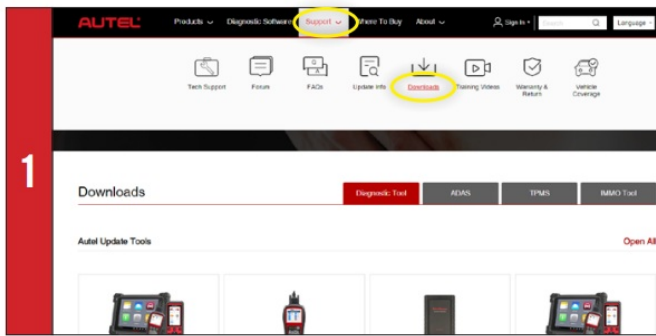 1
AUTEL
Products Diagnostic Software Support Where To Buy About Sign In Search Language
Tech Support Forum FAQs Update Info Downloads Training Videos Warranty & Return Vehicle Coverage
Downloads
Diagnostic Tool ADAS TPMS IMMO Tool
Autel Update Tools Open All